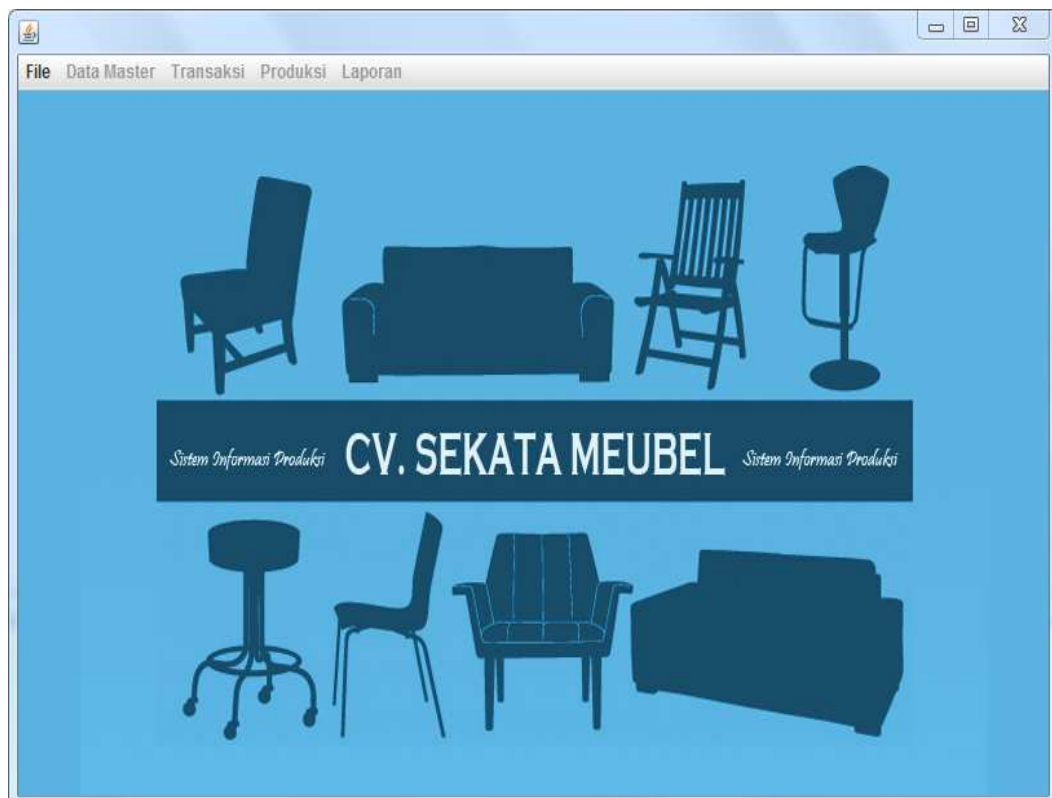 File Data Master Transaksi Produksi Laporan
Sistem Informasi Produksi CV. SEKATA MEUBEL Sistem Informasi Produksi